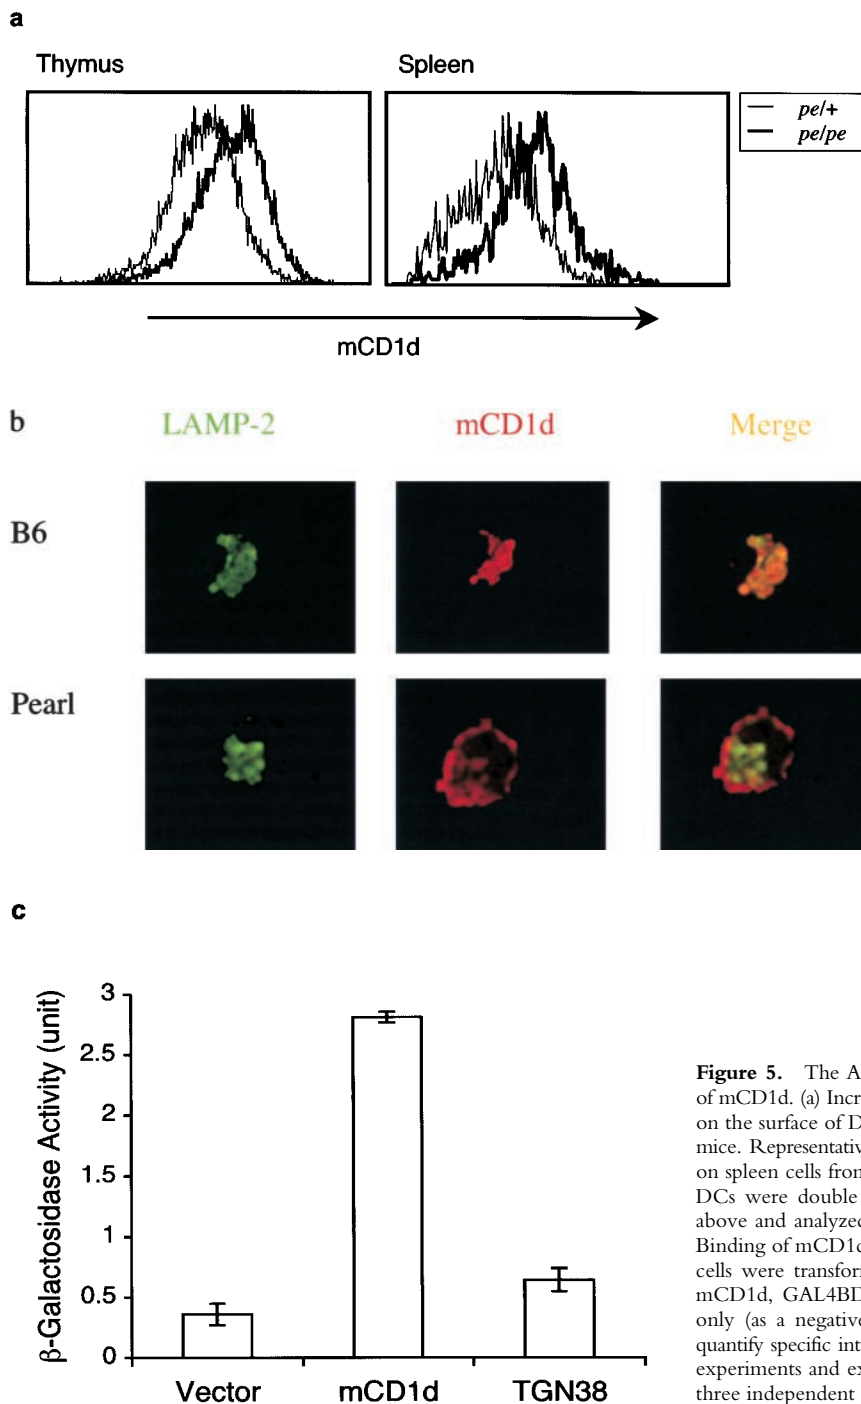 a
Thymus
Spleen
pe/+
pe/pe
mCD1d
b
LAMP-2
mCD1d
Merge
B6
Pearl
c
β-Galactosidase Activity (unit)
3
2.5
2
1.5
1
0.5
0
Vector
mCD1d
TGN38
Figure 5. The A
of mCD1d. (a) Incr
on the surface of D
mice. Representativ
on spleen cells from
DCs were double
above and analyzed
Binding of mCD1d
cells were transform
mCD1d, GAL4BD
only (as a negative
quantify specific int
experiments and ex
three independent